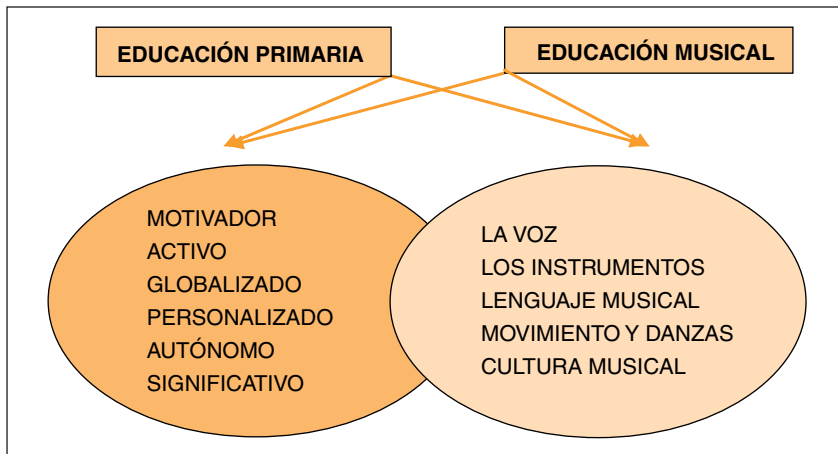 EDUCACIÓN PRIMARIA
EDUCACIÓN MUSICAL
MOTIVADOR
ACTIVO
GLOBALIZADO
PERSONALIZADO
AUTÓNOMO
SIGNIFICATIVO
LA VOZ
LOS INSTRUMENTOS
LENGUAJE MUSICAL
MOVIMIENTO Y DANZAS
CULTURA MUSICAL